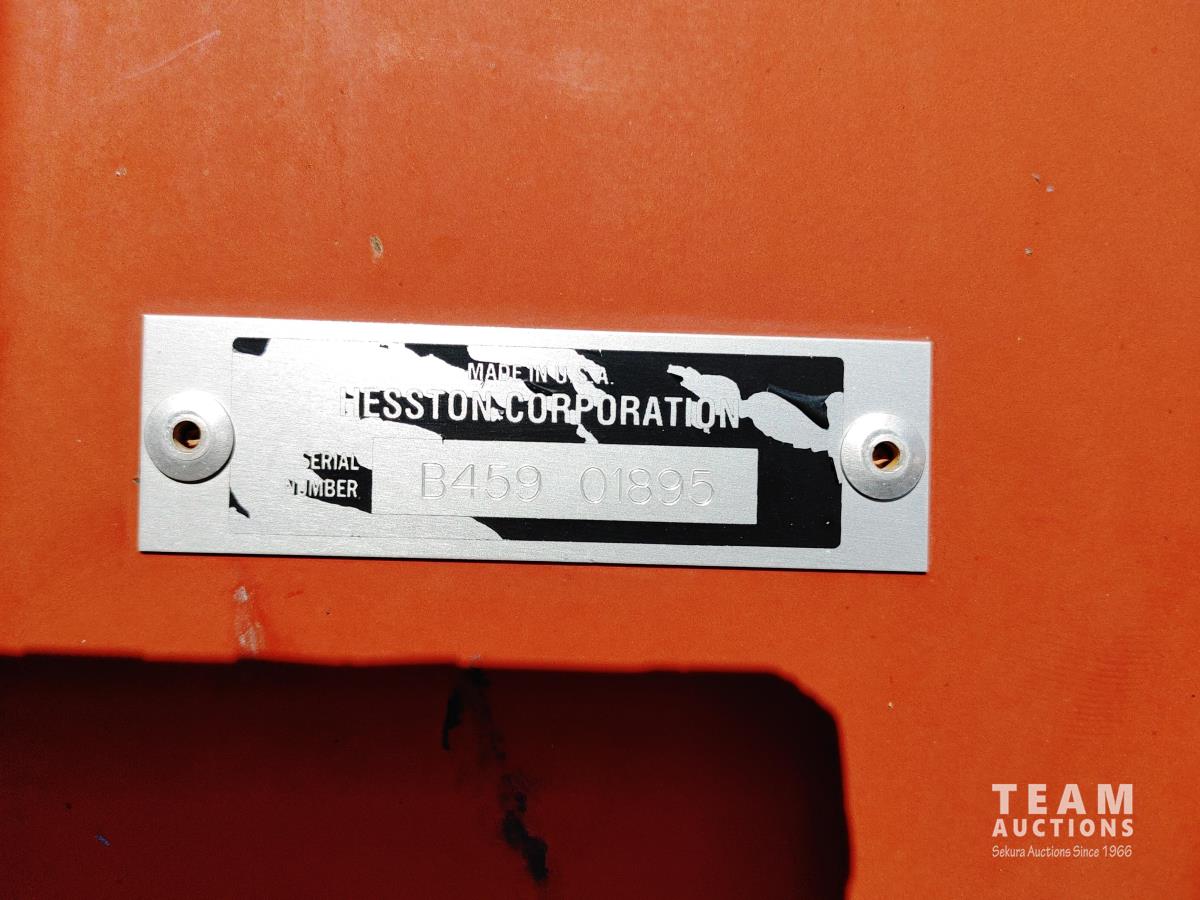 MADE IN U.S.A.
HESSTON CORPORATION
SERIAL
NUMBER
B459 01895
TEAM
AUCTIONS
Sekura Auctions Since 1966